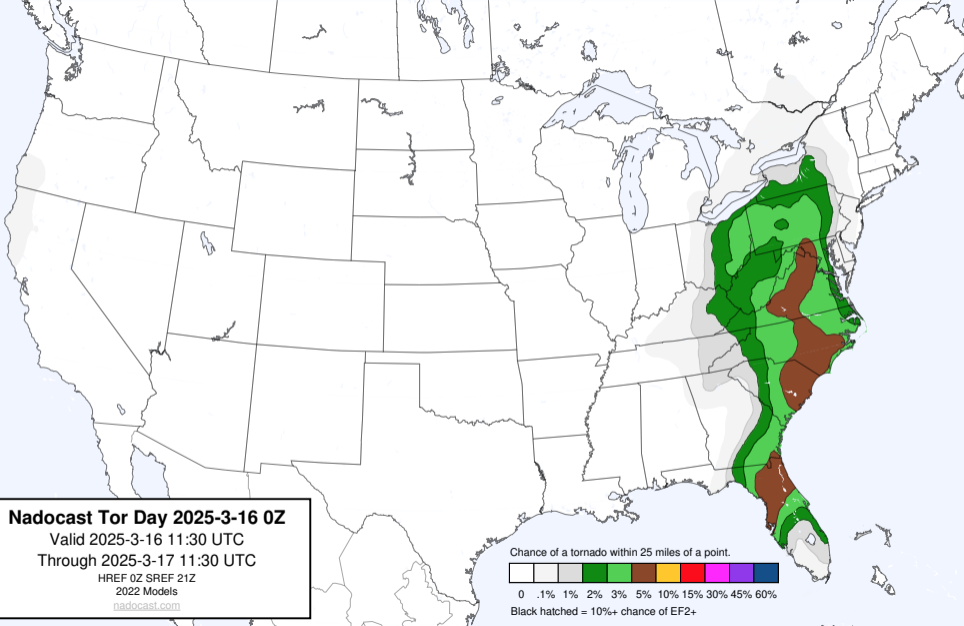 Nadocast Tor Day 2025-3-16 0Z
Valid 2025-3-16 11:30 UTC
Through 2025-3-17 11:30 UTC
HREF 0Z SREF 21Z
2022 Models
nadocast.com
Chance of a tornado within 25 miles of a point.
0 .1% 1% 2% 3% 5% 10% 15% 30% 45% 60%
Black hatched = 10%+ chance of EF2+